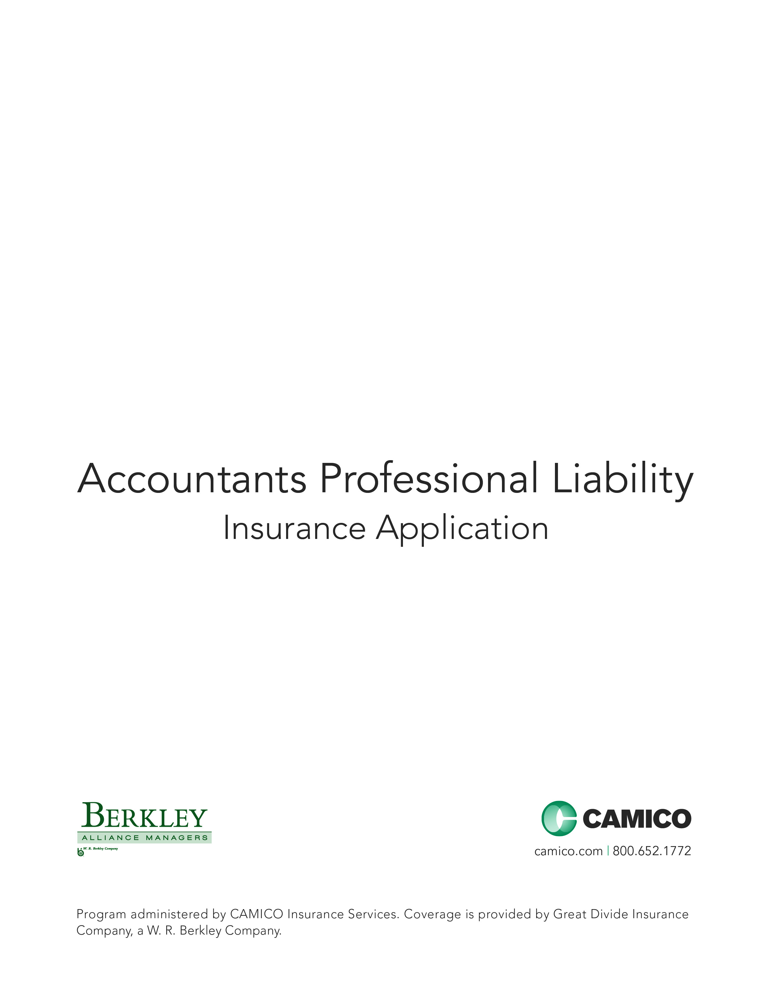 Accountants Professional Liability
Insurance Application
BERKLEY
ALLIANCE MANAGERS
a W. R. Berkley Company
CAMICO
camico.com | 800.652.1772
Program administered by CAMICO Insurance Services. Coverage is provided by Great Divide Insurance
Company, a W. R. Berkley Company.